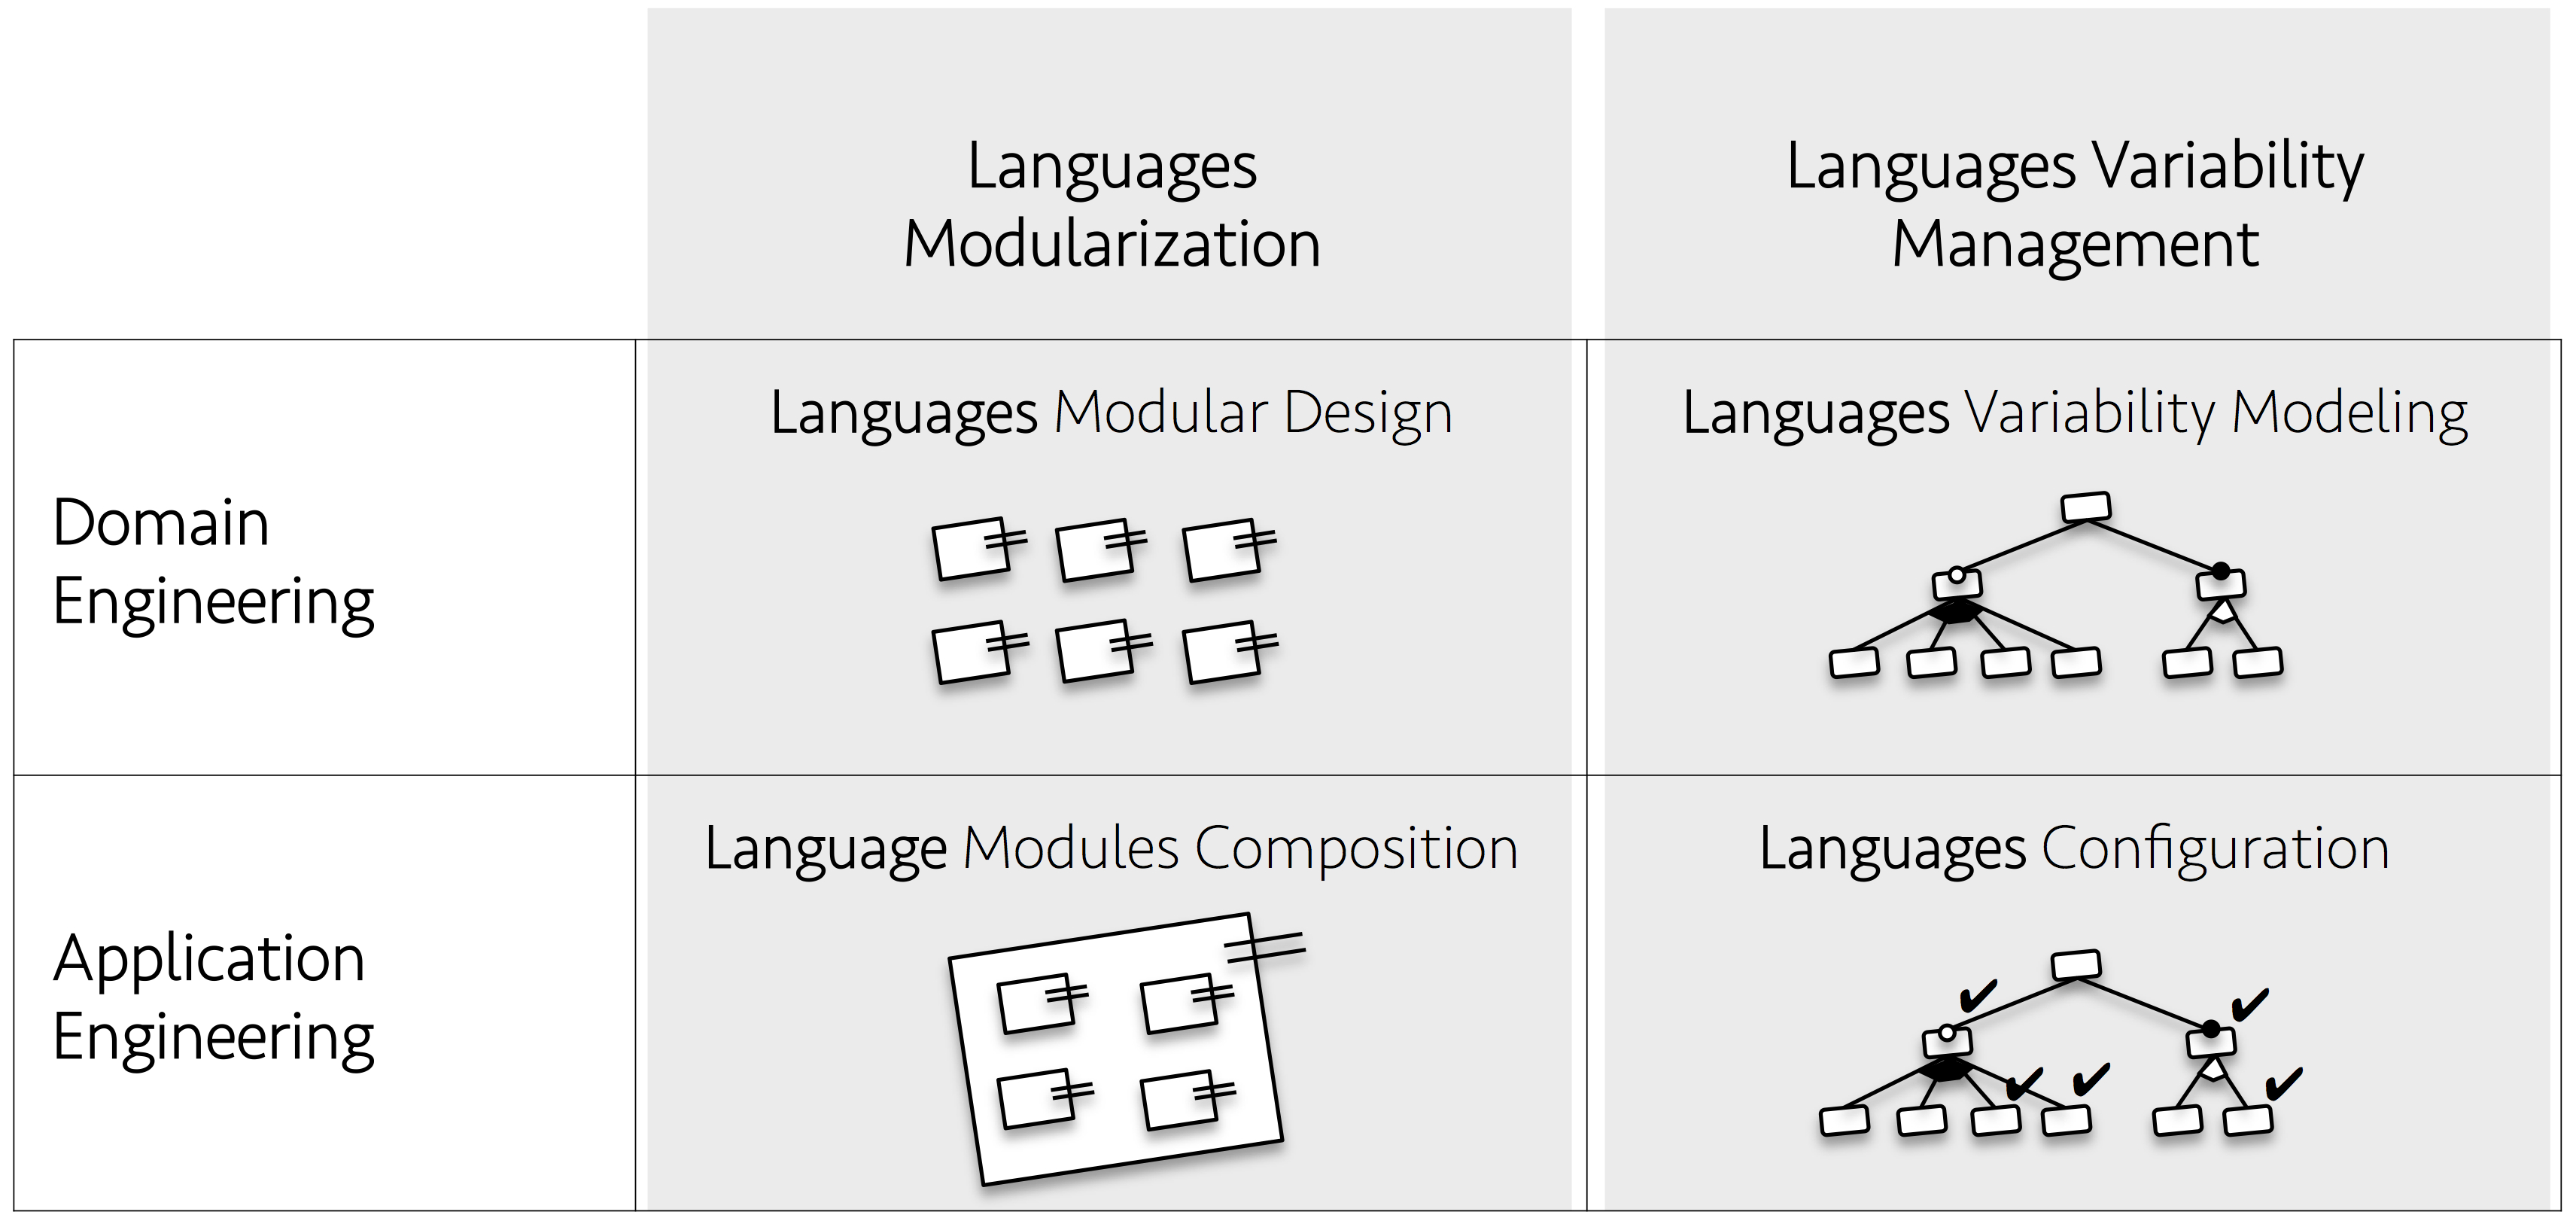 Languages
Modularization
Languages Variability
Management
Domain
Engineering
Languages Modular Design
Languages Variability Modeling
Application
Engineering
Language Modules Composition
Languages Configuration